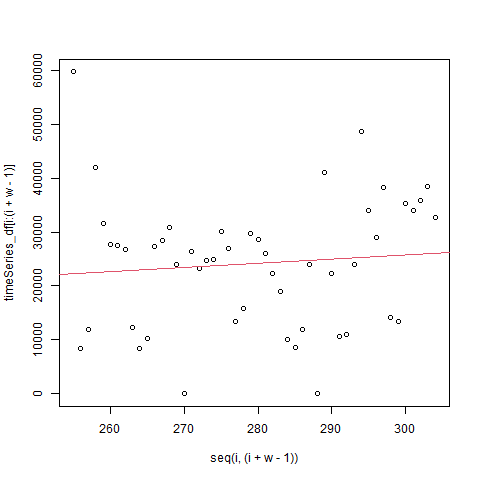 60000
50000
40000
30000
20000
10000
0
timeSeries_df[i:(i + w - 1)]
260 270 280 290 300
seq(i, (i + w - 1))